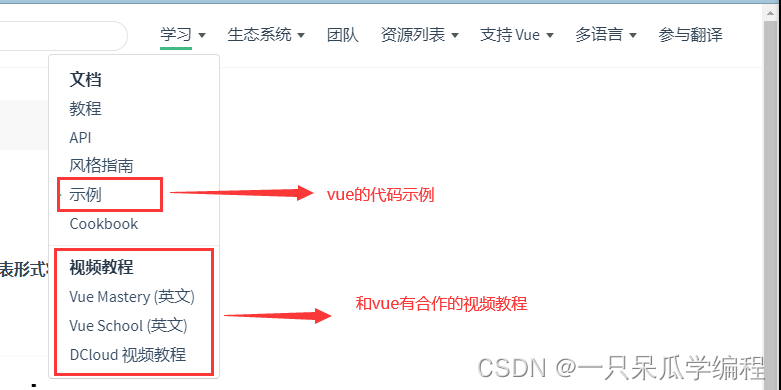 学习 生态系统 团队 资源列表 支持 Vue 多语言 参与翻译
文档
教程
API
风格指南
示例
vue的代码示例
Cookbook
表形式
视频教程
Vue Mastery (英文)
和vue有合作的视频教程
Vue School (英文)
DCloud 视频教程
CSDN @一只呆瓜学编程